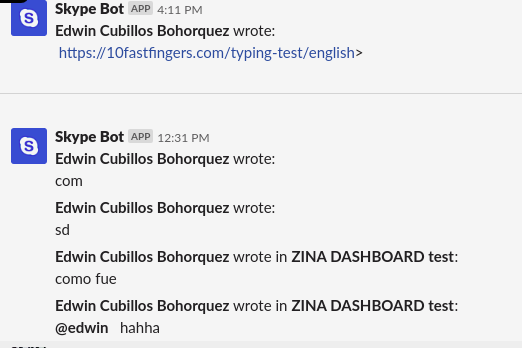 Skype Bot APP 4:11 PM
Edwin Cubillos Bohorquez wrote:
https://10fastfingers.com/typing-test/english>
Skype Bot APP 12:31 PM
Edwin Cubillos Bohorquez wrote:
com
Edwin Cubillos Bohorquez wrote:
sd
Edwin Cubillos Bohorquez wrote in ZINA DASHBOARD test:
como fue
Edwin Cubillos Bohorquez wrote in ZINA DASHBOARD test:
@edwin hahha